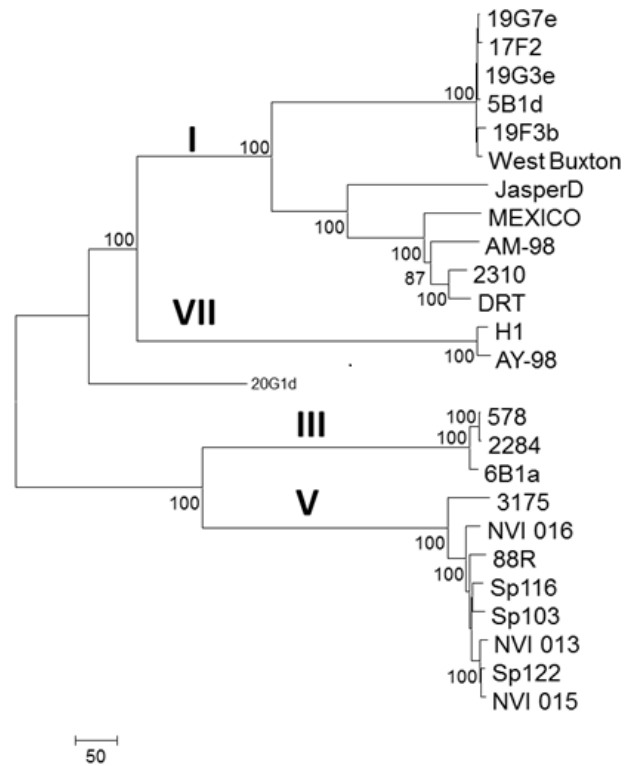 19G7e
17F2
19G3e
100
5B1d
19F3b
I
100
West Buxton
JasperD
100
MEXICO
100
AM-98
100
87
2310
100
DRT
VII
H1
100
AY-98
20G1d
III
100
578
100
2284
6B1a
100
V
3175
NVI 016
100
88R
100
Sp116
Sp103
NVI 013
100
Sp122
NVI 015
50